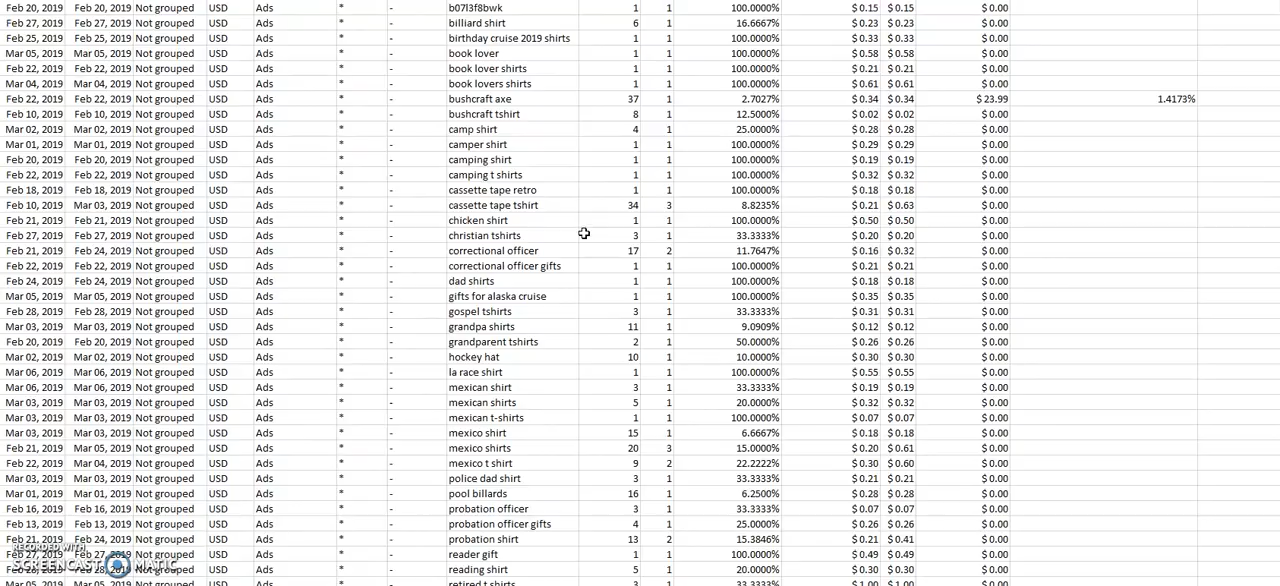 Feb 20, 2019 Feb 20, 2019 Not grouped USD Ads * - b07l3f8bwk 1 1 100.0000% $ 0.15 $ 0.15 $ 0.00
Feb 27, 2019 Feb 27, 2019 Not grouped USD Ads * - billiard shirt 6 1 16.6667% $ 0.23 $ 0.23 $ 0.00
Feb 25, 2019 Feb 25, 2019 Not grouped USD Ads * - birthday cruise 2019 shirts 1 1 100.0000% $ 0.33 $ 0.33 $ 0.00
Mar 05, 2019 Mar 05, 2019 Not grouped USD Ads * - book lover 1 1 100.0000% $ 0.58 $ 0.58 $ 0.00
Feb 22, 2019 Feb 22, 2019 Not grouped USD Ads * - book lover shirts 1 1 100.0000% $ 0.21 $ 0.21 $ 0.00
Mar 04, 2019 Mar 04, 2019 Not grouped USD Ads * - book lovers shirts 1 1 100.0000% $ 0.61 $ 0.61 $ 0.00
Feb 22, 2019 Feb 22, 2019 Not grouped USD Ads * - bushcraft axe 37 1 2.7027% $ 0.34 $ 0.34 $ 23.99 1.4173%
Feb 10, 2019 Feb 10, 2019 Not grouped USD Ads * - bushcraft tshirt 8 1 12.5000% $ 0.02 $ 0.02 $ 0.00
Mar 02, 2019 Mar 02, 2019 Not grouped USD Ads * - camp shirt 4 1 25.0000% $ 0.28 $ 0.28 $ 0.00
Mar 01, 2019 Mar 01, 2019 Not grouped USD Ads * - camper shirt 1 1 100.0000% $ 0.29 $ 0.29 $ 0.00
Feb 20, 2019 Feb 20, 2019 Not grouped USD Ads * - camping shirt 1 1 100.0000% $ 0.19 $ 0.19 $ 0.00
Feb 22, 2019 Feb 22, 2019 Not grouped USD Ads * - camping t shirts 1 1 100.0000% $ 0.32 $ 0.32 $ 0.00
Feb 18, 2019 Feb 18, 2019 Not grouped USD Ads * - cassette tape retro 1 1 100.0000% $ 0.18 $ 0.18 $ 0.00
Feb 10, 2019 Mar 03, 2019 Not grouped USD Ads * - cassette tape tshirt 34 3 8.8235% $ 0.21 $ 0.63 $ 0.00
Feb 21, 2019 Feb 21, 2019 Not grouped USD Ads * - chicken shirt 1 1 100.0000% $ 0.50 $ 0.50 $ 0.00
Feb 27, 2019 Feb 27, 2019 Not grouped USD Ads * - christian tshirts 3 1 33.3333% $ 0.20 $ 0.20 $ 0.00
Feb 21, 2019 Feb 24, 2019 Not grouped USD Ads * - correctional officer 17 2 11.7647% $ 0.16 $ 0.32 $ 0.00
Feb 22, 2019 Feb 22, 2019 Not grouped USD Ads * - correctional officer gifts 1 1 100.0000% $ 0.21 $ 0.21 $ 0.00
Feb 24, 2019 Feb 24, 2019 Not grouped USD Ads * - dad shirts 1 1 100.0000% $ 0.18 $ 0.18 $ 0.00
Mar 05, 2019 Mar 05, 2019 Not grouped USD Ads * - gifts for alaska cruise 1 1 100.0000% $ 0.35 $ 0.35 $ 0.00
Feb 28, 2019 Feb 28, 2019 Not grouped USD Ads * - gospel tshirts 3 1 33.3333% $ 0.31 $ 0.31 $ 0.00
Mar 03, 2019 Mar 03, 2019 Not grouped USD Ads * - grandpa shirts 11 1 9.0909% $ 0.12 $ 0.12 $ 0.00
Feb 20, 2019 Feb 20, 2019 Not grouped USD Ads * - grandparent tshirts 2 1 50.0000% $ 0.26 $ 0.26 $ 0.00
Mar 02, 2019 Mar 02, 2019 Not grouped USD Ads * - hockey hat 10 1 10.0000% $ 0.30 $ 0.30 $ 0.00
Mar 06, 2019 Mar 06, 2019 Not grouped USD Ads * - la race shirt 1 1 100.0000% $ 0.55 $ 0.55 $ 0.00
Mar 06, 2019 Mar 06, 2019 Not grouped USD Ads * - mexican shirt 3 1 33.3333% $ 0.19 $ 0.19 $ 0.00
Mar 03, 2019 Mar 03, 2019 Not grouped USD Ads * - mexican shirts 5 1 20.0000% $ 0.32 $ 0.32 $ 0.00
Mar 03, 2019 Mar 03, 2019 Not grouped USD Ads * - mexican t-shirts 1 1 100.0000% $ 0.07 $ 0.07 $ 0.00
Mar 03, 2019 Mar 03, 2019 Not grouped USD Ads * - mexico shirt 15 1 6.6667% $ 0.18 $ 0.18 $ 0.00
Feb 21, 2019 Mar 05, 2019 Not grouped USD Ads * - mexico shirts 20 3 15.0000% $ 0.20 $ 0.61 $ 0.00
Feb 22, 2019 Mar 04, 2019 Not grouped USD Ads * - mexico t shirt 9 2 22.2222% $ 0.30 $ 0.60 $ 0.00
Mar 03, 2019 Mar 03, 2019 Not grouped USD Ads * - police dad shirt 3 1 33.3333% $ 0.21 $ 0.21 $ 0.00
Mar 01, 2019 Mar 01, 2019 Not grouped USD Ads * - pool billards 16 1 6.2500% $ 0.28 $ 0.28 $ 0.00
Feb 16, 2019 Feb 16, 2019 Not grouped USD Ads * - probation officer 3 1 33.3333% $ 0.07 $ 0.07 $ 0.00
Feb 13, 2019 Feb 13, 2019 Not grouped USD Ads * - probation officer gifts 4 1 25.0000% $ 0.26 $ 0.26 $ 0.00
Feb 21, 2019 Feb 24, 2019 Not grouped USD Ads * - probation shirt 13 2 15.3846% $ 0.21 $ 0.41 $ 0.00
RECORDED WITH
Feb 27, 2019 Feb 27, 2019 Not grouped USD Ads * - reader gift 1 1 100.0000% $ 0.49 $ 0.49 $ 0.00
SCREENCAST MATIC
Feb 28, 2019 Feb 28, 2019 Not grouped USD Ads * - reading shirt 5 1 20.0000% $ 0.30 $ 0.30 $ 0.00
Mar 05, 2019 Mar 05, 2019 Not grouped USD Ads * - retired t shirts 3 1 33.3333% $ 1.00 $ 1.00 $ 0.00